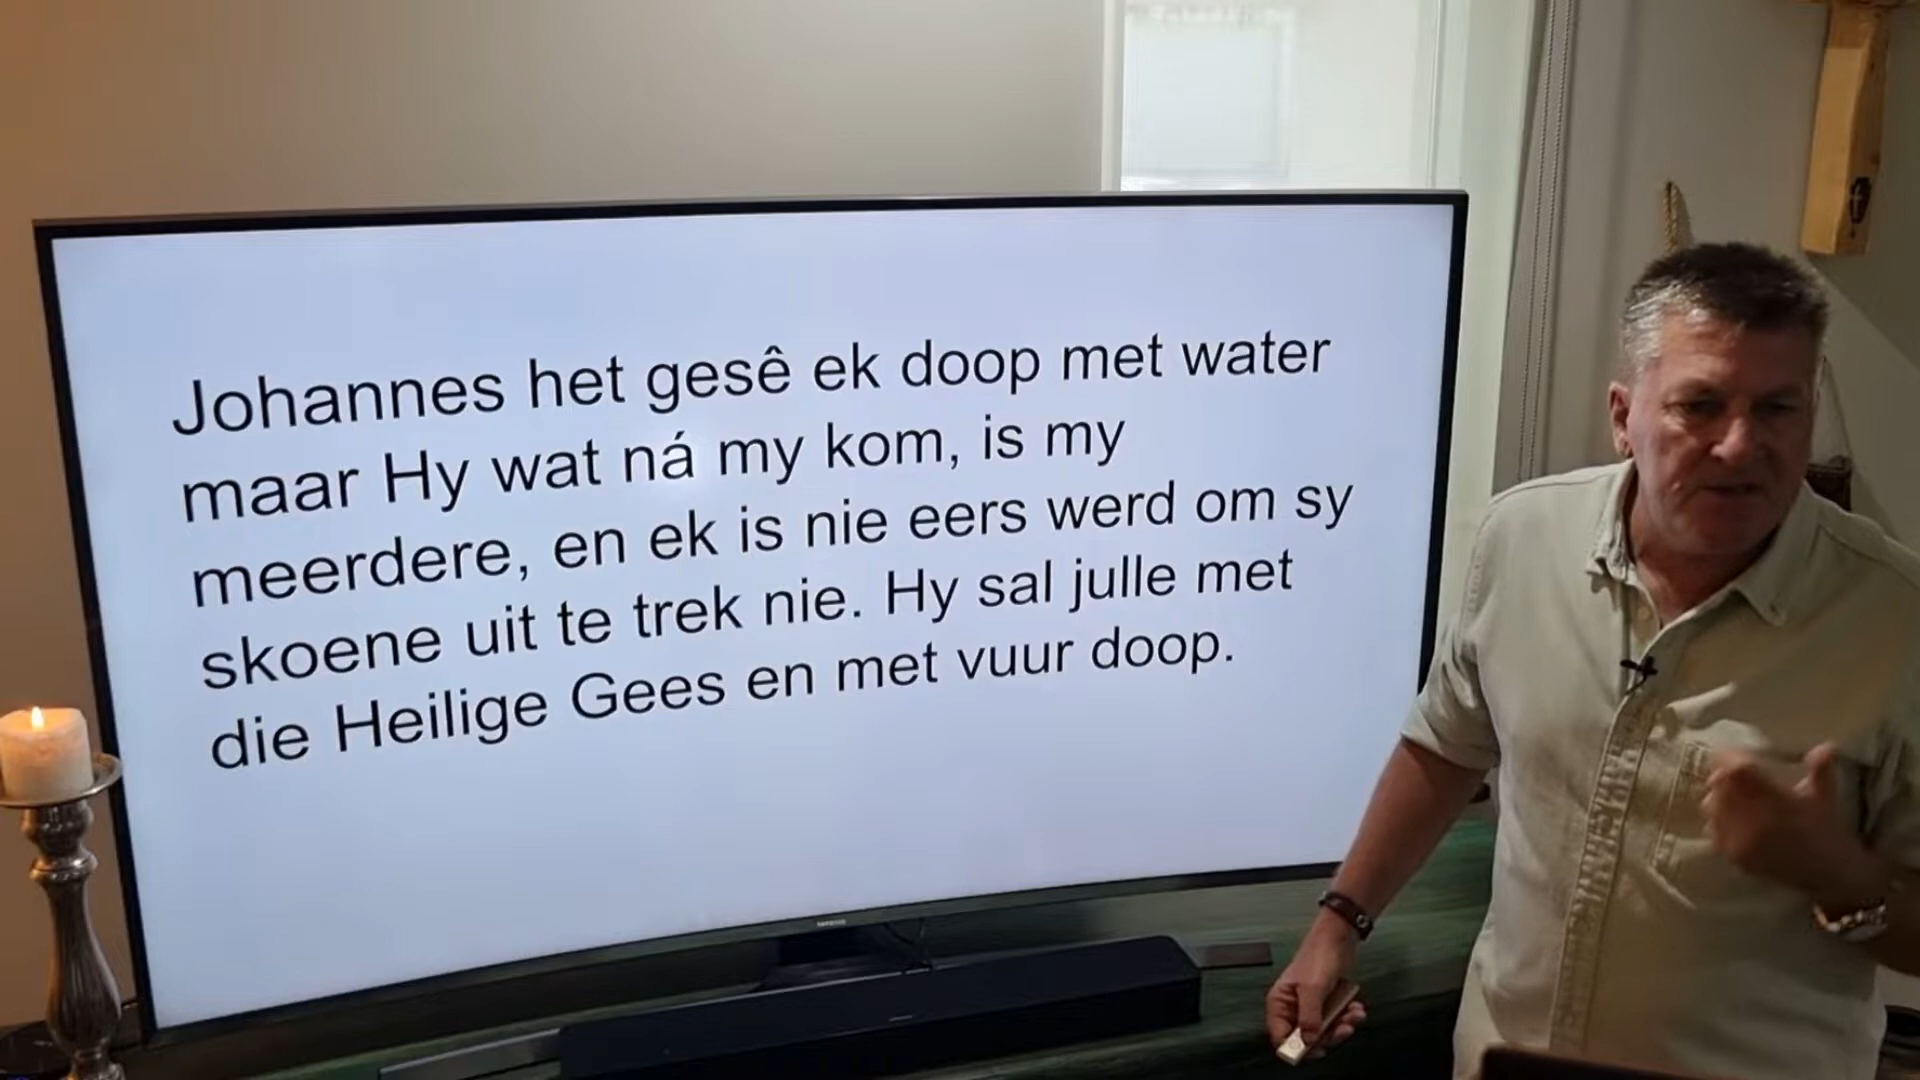 Johannes het gesê ek doop met water
maar Hy wat ná my kom, is my
meerdere, en ek is nie eers werd om sy
skoene uit te trek nie. Hy sal julle met
die Heilige Gees en met vuur doop.